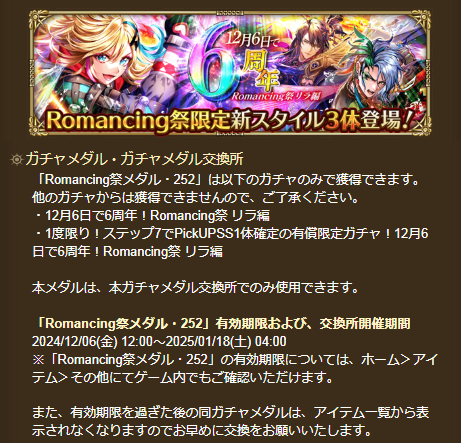 12月6日で
6周年
Romancing祭リラ編
Romancing祭限定新スタイル3体登場!
ガチャメダル・ガチャメダル交換所
「Romancing祭メダル・252」は以下のガチャのみで獲得できます。
他のガチャからは獲得できませんので、ご了承ください。
・12月6日で6周年！Romancing祭 リラ編
・1度限り！ステップ7でPickUPSS1体確定の有償限定ガチャ！12月6
日で6周年！Romancing祭 リラ編
本メダルは、本ガチャメダル交換所でのみ使用できます。
「Romancing祭メダル・252」有効期限および、交換所開催期間
2024/12/06(金) 12:00～2025/01/18(土) 04:00
※「Romancing祭メダル・252」の有効期限については、ホーム＞アイ
テム＞その他にてゲーム内でもご確認いただけます。
また、有効期限を過ぎた後の同ガチャメダルは、アイテム一覧から表
示されなくなりますのでお早めに交換をお願いいたします。